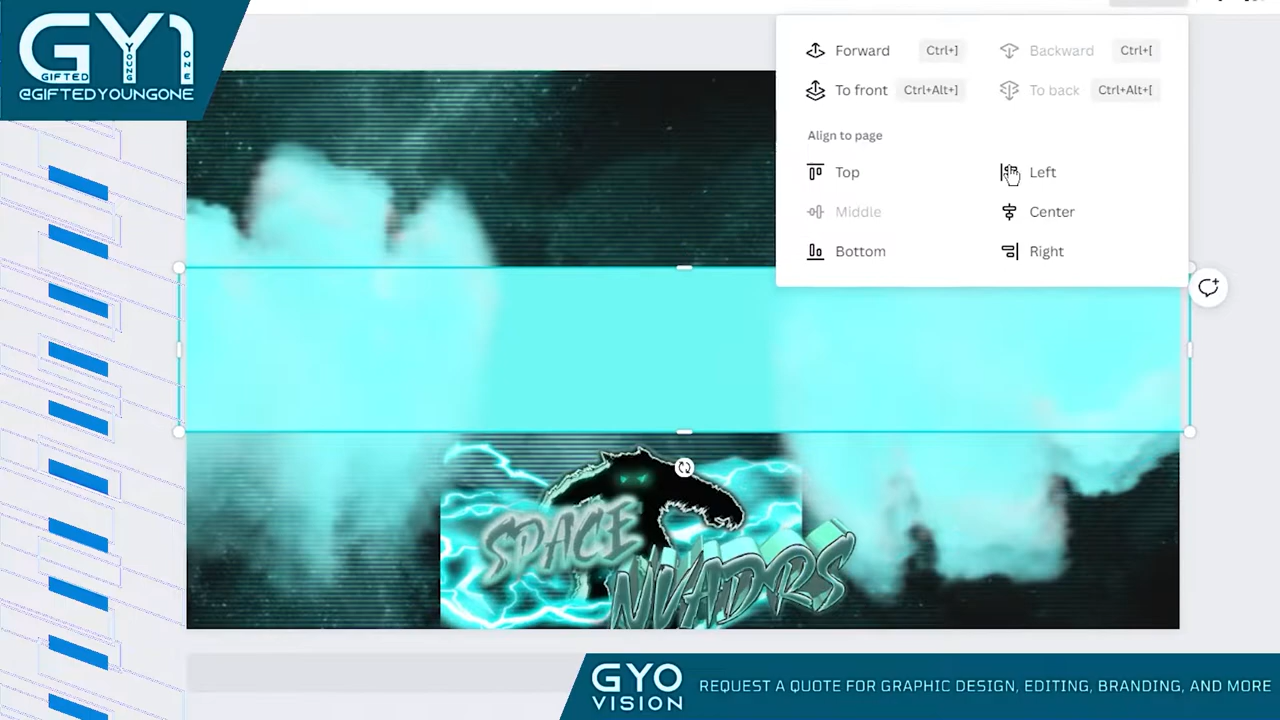 GY1
GIFTED
YOUNG
ONE
@GIFTEDYOUNGONE
Forward Ctrl+] Backward Ctrl+[
To front Ctrl+Alt+] To back Ctrl+Alt+[
Align to page
Top Left
Middle Center
Bottom Right
SPACE
NVADRS
GYO
VISION
REQUEST A QUOTE FOR GRAPHIC DESIGN, EDITING, BRANDING, AND MORE